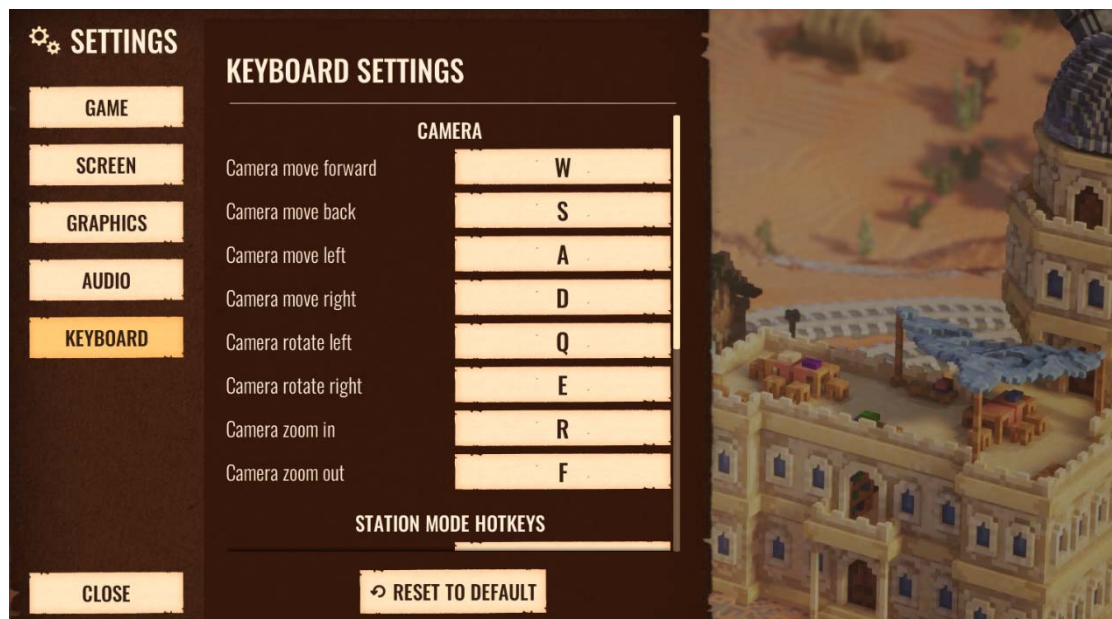 SETTINGS
GAME
SCREEN
GRAPHICS
AUDIO
KEYBOARD
CLOSE
KEYBOARD SETTINGS
CAMERA
Camera move forward W
Camera move back S
Camera move left A
Camera move right D
Camera rotate left Q
Camera rotate right E
Camera zoom in R
Camera zoom out F
STATION MODE HOTKEYS
RESET TO DEFAULT